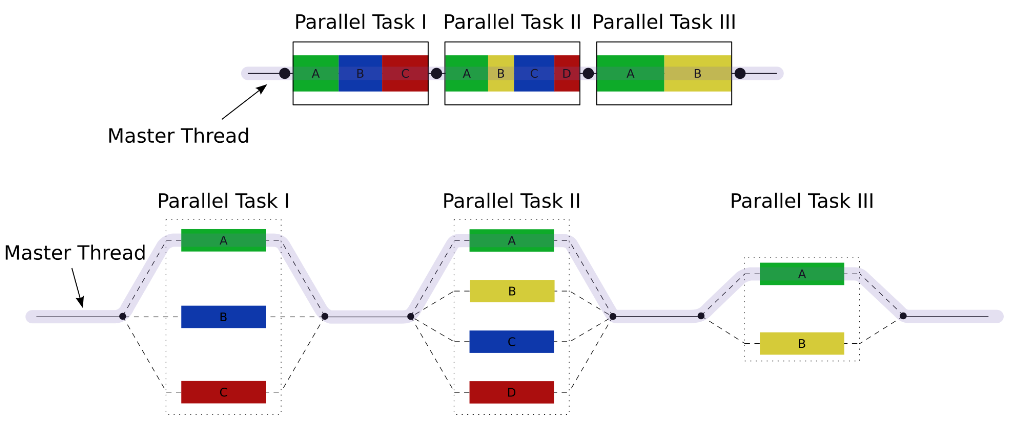 Parallel Task I
Parallel Task II
Parallel Task III
A
B
C
A
B
C
D
A
B
Master Thread
Parallel Task I
Parallel Task II
Parallel Task III
Master Thread
A
B
C
A
B
C
D
A
B